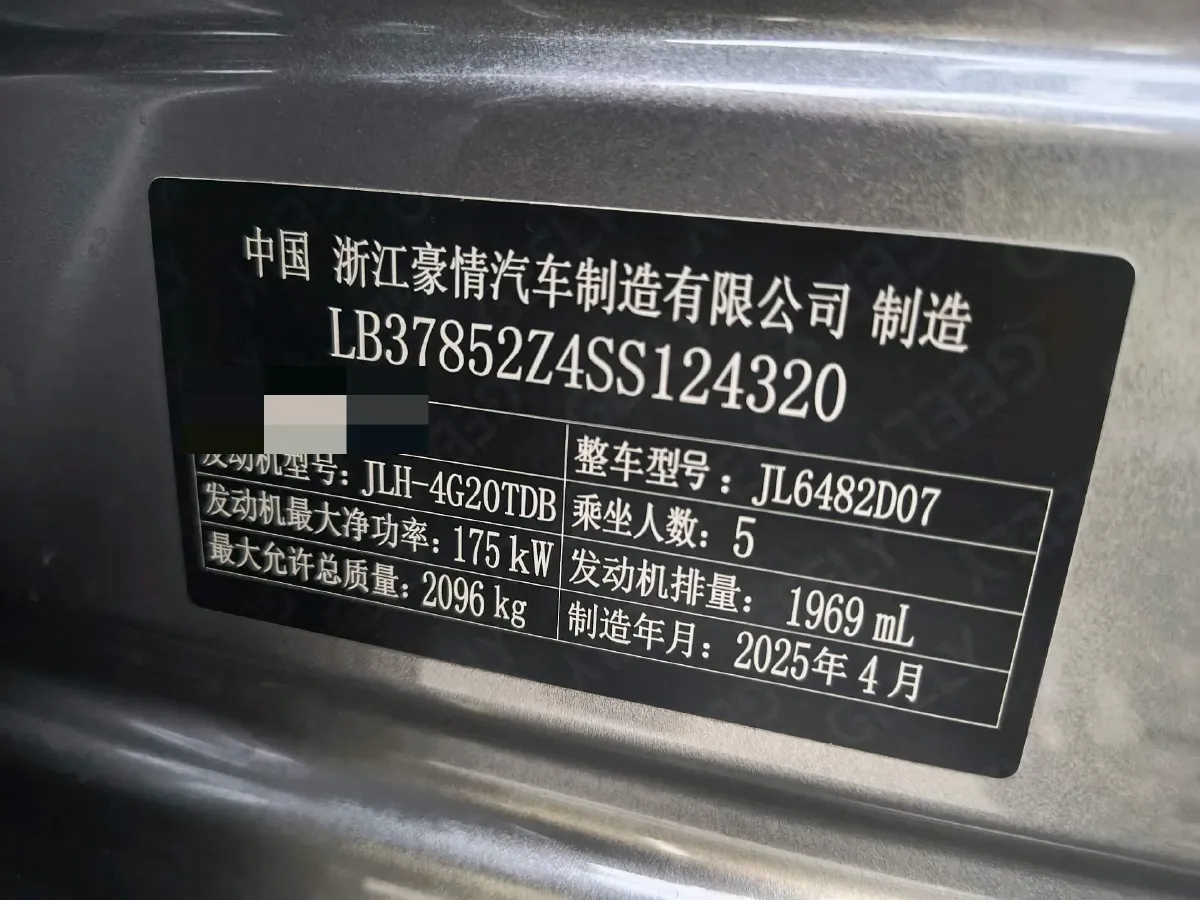 中国 浙江豪情汽车制造有限公司 制造
LB37852Z4SS124320
整车型号：JL6482D07
发动机型号：JLH-4G20TDB
乘坐人数：5
发动机最大净功率：175 kW
发动机排量：1969 mL
最大允许总质量：2096 kg
制造年月：2025年4月